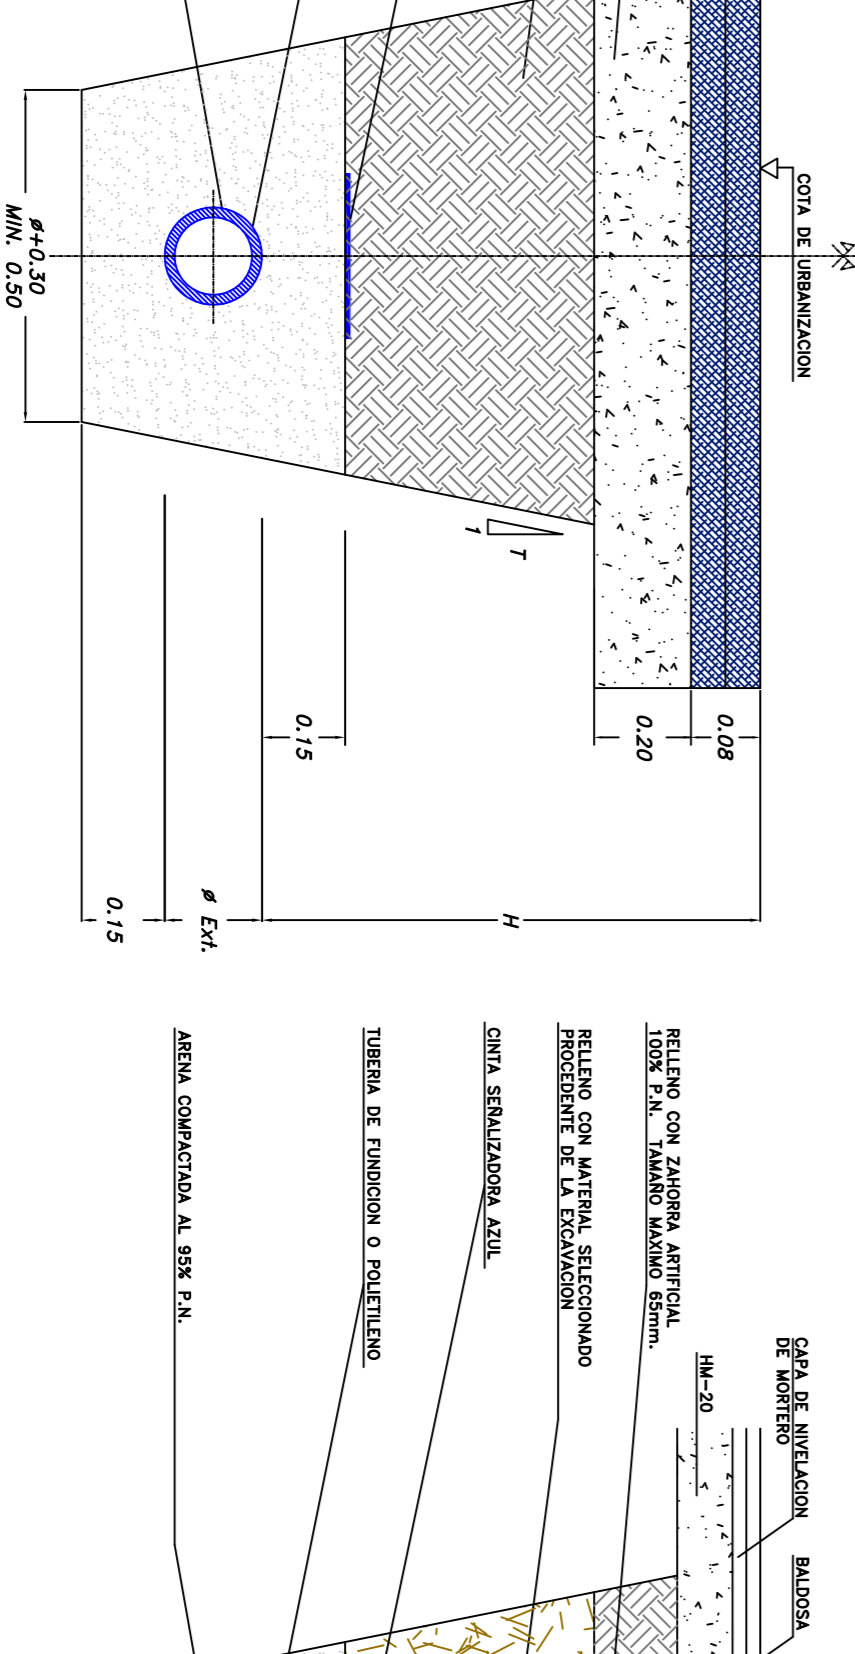 COTA DE URBANIZACION
0.08
0.20
T
1
0.15
H
Ø Ext.
0.15
Ø+0.30
MIN. 0.50
BALDOSA
CAPA DE NIVELACION
DE MORTERO
HM-20
RELLENO CON ZAHORRA ARTIFICIAL
100% P.N. TAMAÑO MAXIMO 65mm.
RELLENO CON MATERIAL SELECCIONADO
PROCEDENTE DE LA EXCAVACION
CINTA SEÑALIZADORA AZUL
TUBERIA DE FUNDICION O POLIETILENO
ARENA COMPACTADA AL 95% P.N.